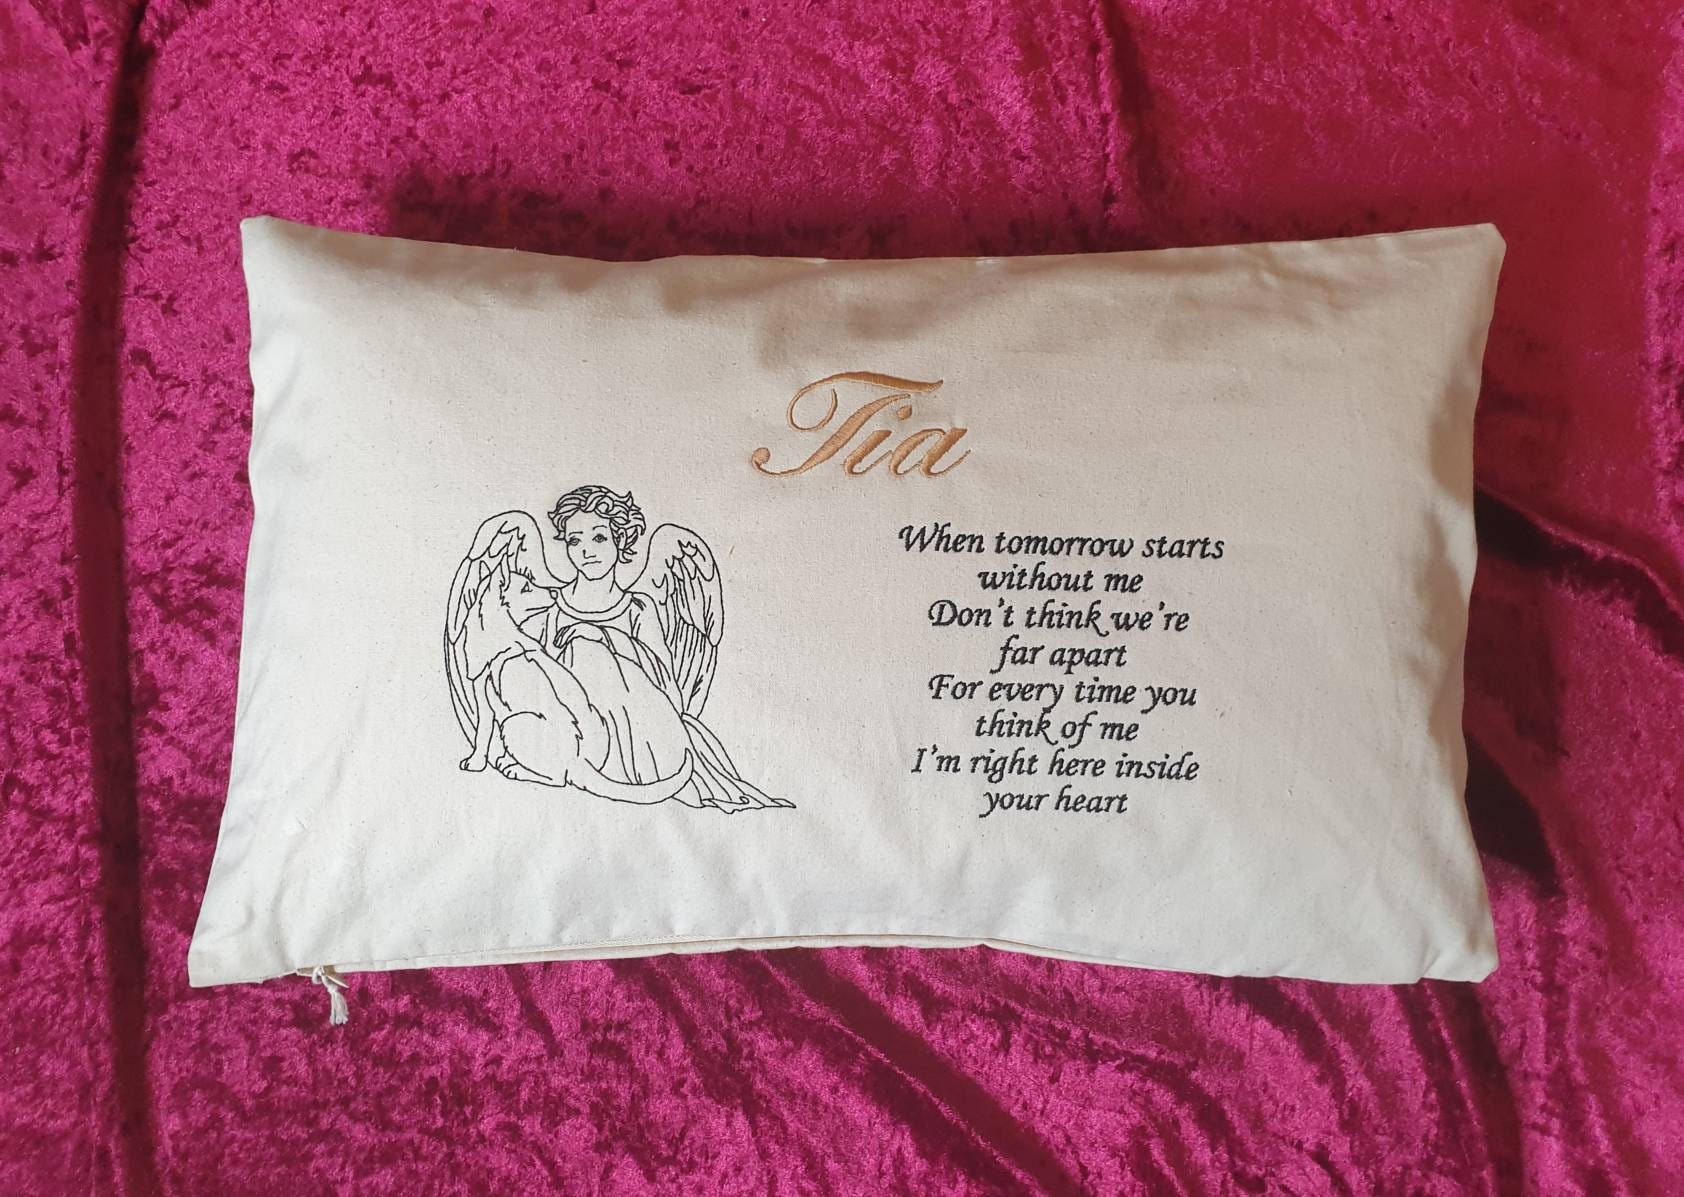 Tia
When tomorrow starts
without me
Don't think we're
far apart
For every time you
think of me
I'm right here inside
your heart